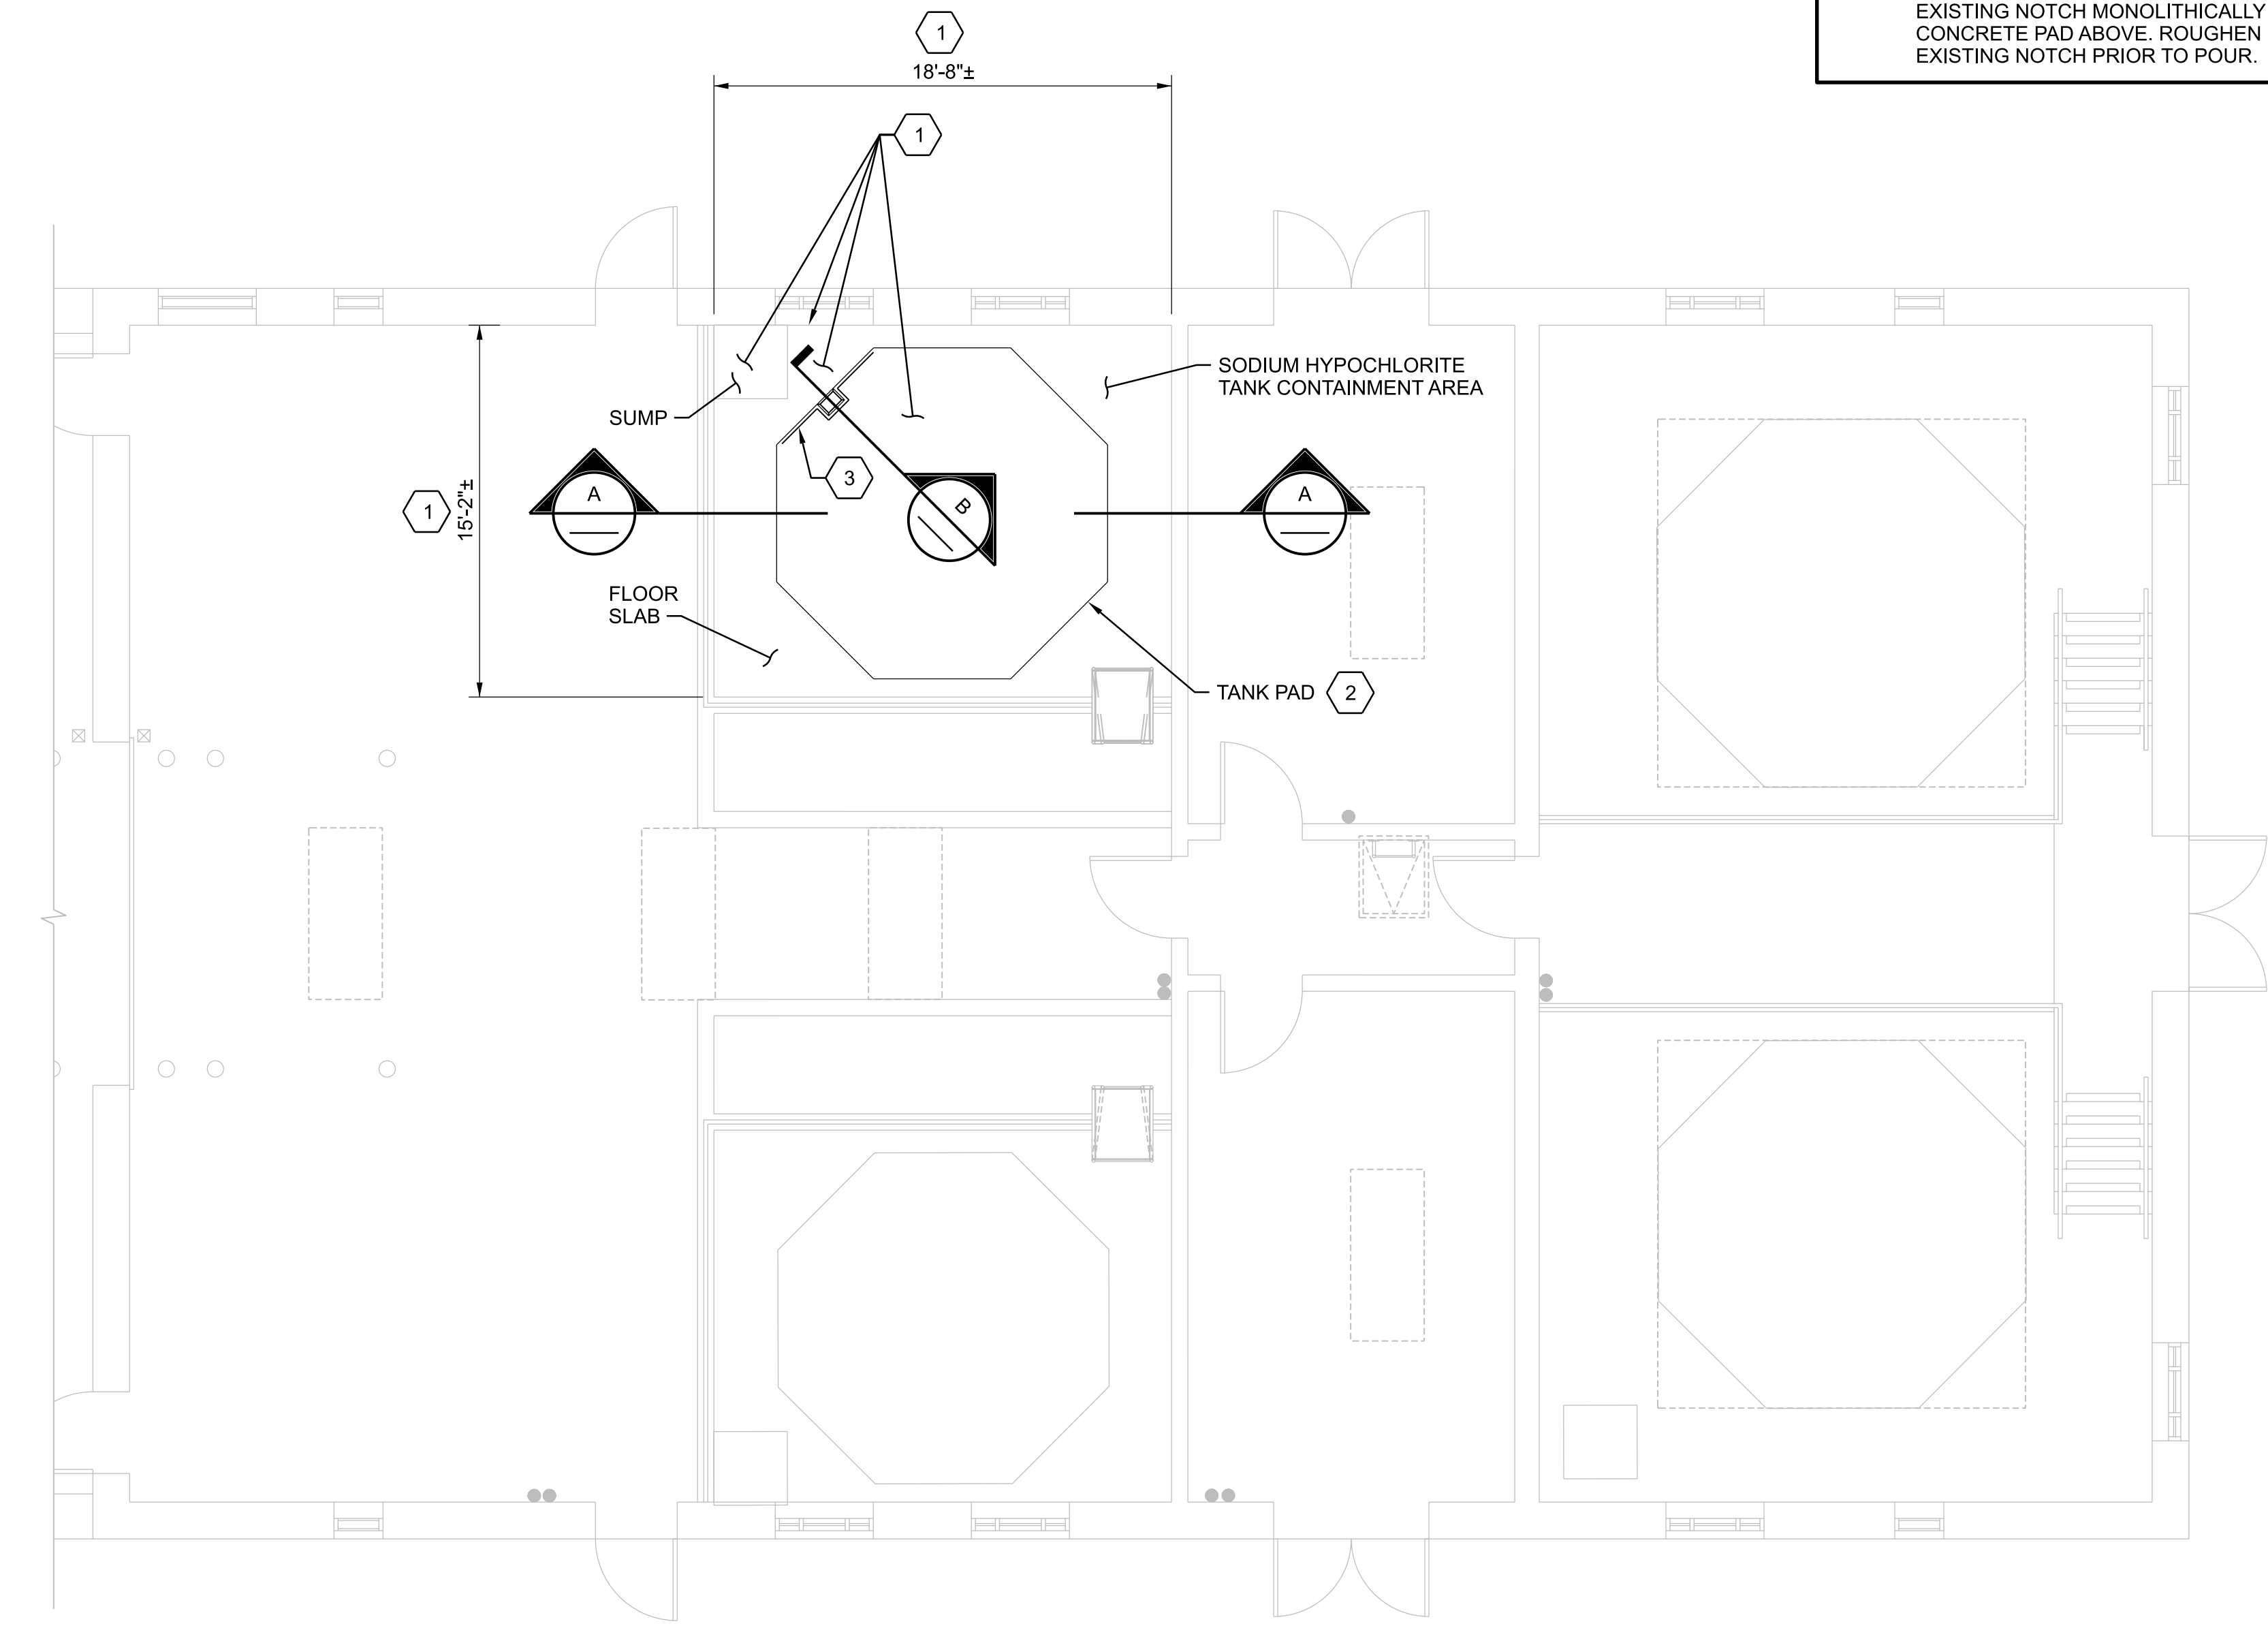 EXISTING NOTCH MONOLITHICALLY
CONCRETE PAD ABOVE. ROUGHEN
EXISTING NOTCH PRIOR TO POUR.
1
18'-8"±
1
SODIUM HYPOCHLORITE
TANK CONTAINMENT AREA
SUMP
3
A
B
A
1
15'-2"±
FLOOR
SLAB
TANK PAD
2